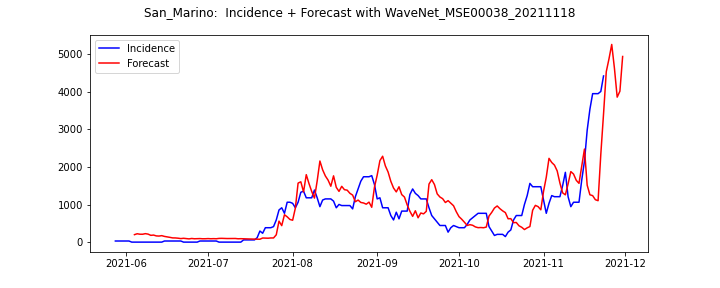 San_Marino:  Incidence + Forecast with WaveNet_MSE00038_20211118
Incidence
Forecast
5000
4000
3000
2000
1000
0
2021-06 2021-07 2021-08 2021-09 2021-10 2021-11 2021-12